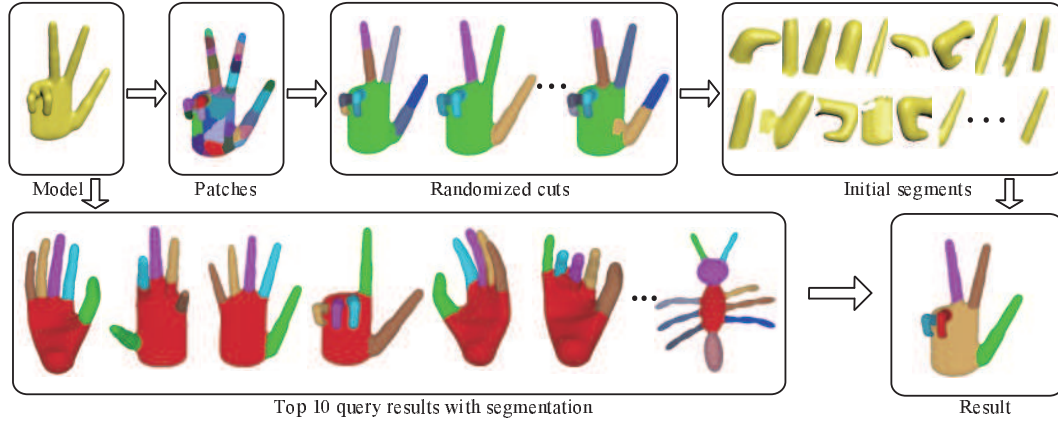 Model
Patches
Randomized cuts
Initial segments
Top 10 query results with segmentation
Result